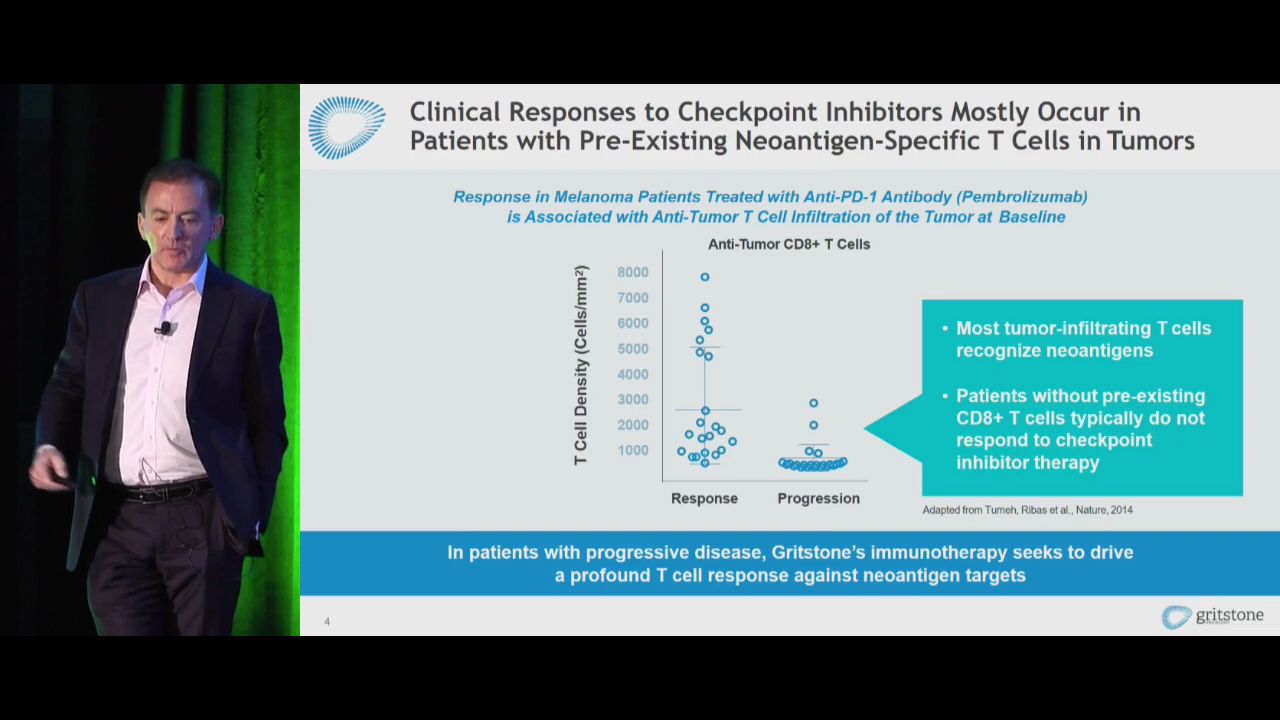 Clinical Responses to Checkpoint Inhibitors Mostly Occur in
Patients with Pre-Existing Neoantigen-Specific T Cells in Tumors
Response in Melanoma Patients Treated with Anti-PD-1 Antibody (Pembrolizumab)
is Associated with Anti-Tumor T Cell Infiltration of the Tumor at Baseline
Anti-Tumor CD8+ T Cells
T Cell Density (Cells/mm²)
8000
7000
6000
5000
4000
3000
2000
1000
Response
Progression
• Most tumor-infiltrating T cells
recognize neoantigens
• Patients without pre-existing
CD8+ T cells typically do not
respond to checkpoint
inhibitor therapy
Adapted from Tumeh, Ribas et al., Nature, 2014
In patients with progressive disease, Gritstone's immunotherapy seeks to drive
a profound T cell response against neoantigen targets
4
gritstone
ONCOLOGY